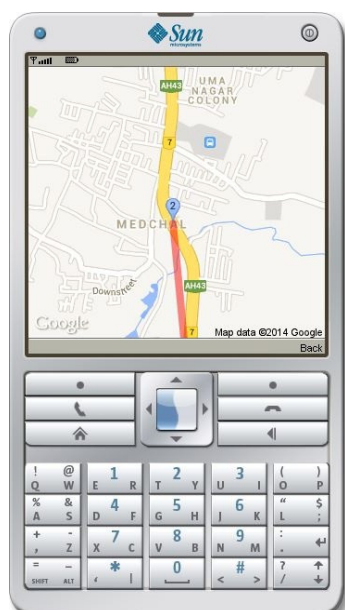 Sun
microsystems
AH43
UMA
NAGAR
COLONY
7
2
MEDCHAL
Downstreet
AH43
Google
7
Map data ©2014 Google
Back
! @ 1 2 3 ( )
Q W E R T Y U I O P
% & 4 5 6 " $
A S D F G H J K L ;
+ - 7 8 9 : .
, Z X C V B N M
= - * 0 # ? ↑
SHIFT ALT ‘ | < > / ↓